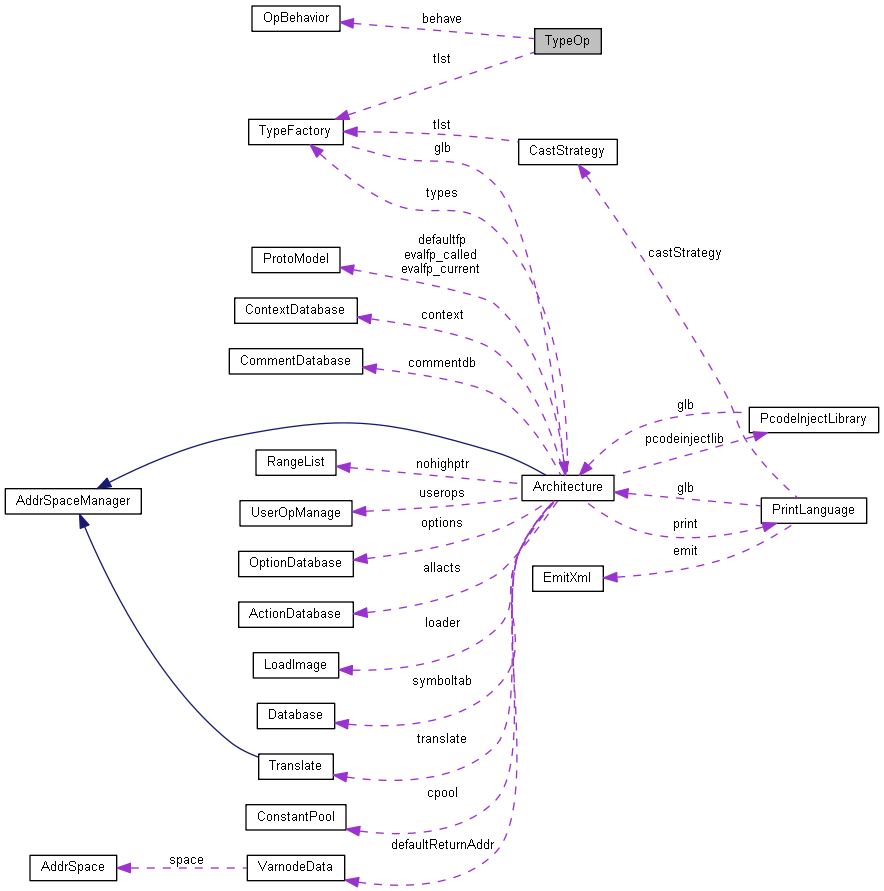 OpBehavior
behave
TypeOp
tlst
TypeFactory
tlst
glb
CastStrategy
types
defaultfp
evalfp_called
evalfp_current
ProtoModel
castStrategy
ContextDatabase
context
CommentDatabase
commentdb
glb
PcodeInjectLibrary
pcodeinjectlib
RangeList
nohighptr
Architecture
glb
AddrSpaceManager
userops
UserOpManage
PrintLanguage
options
print
emit
OptionDatabase
allacts
EmitXml
ActionDatabase
loader
LoadImage
symboltab
Database
translate
Translate
cpool
ConstantPool
defaultReturnAddr
AddrSpace
space
VarnodeData